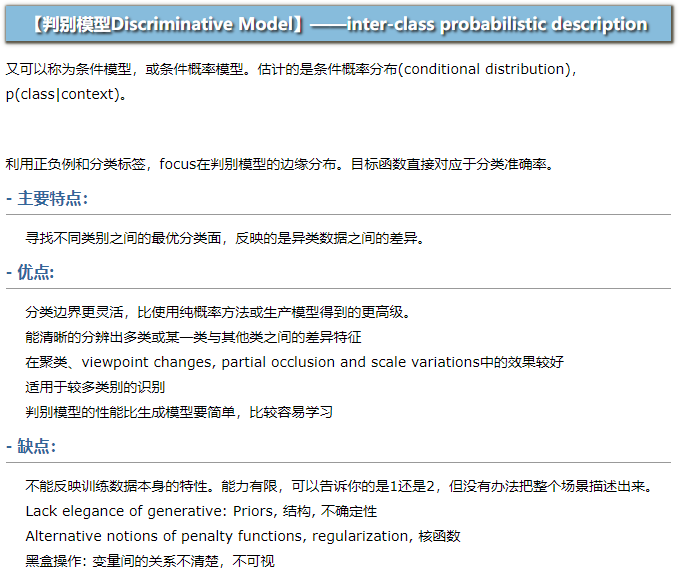 【判别模型Discriminative Model】——inter-class probabilistic description
又可以称为条件模型，或条件概率模型。估计的是条件概率分布(conditional distribution)，
p(class|context)。
利用正负例和分类标签，focus在判别模型的边缘分布。目标函数直接对应于分类准确率。
- 主要特点：
寻找不同类别之间的最优分类面，反映的是异类数据之间的差异。
- 优点:
分类边界更灵活，比使用纯概率方法或生产模型得到的更高级。
能清晰的分辨出多类或某一类与其他类之间的差异特征
在聚类、viewpoint changes, partial occlusion and scale variations中的效果较好
适用于较多类别的识别
判别模型的性能比生成模型要简单，比较容易学习
- 缺点：
不能反映训练数据本身的特性。能力有限，可以告诉你的是1还是2，但没有办法把整个场景描述出来。
Lack elegance of generative: Priors, 结构, 不确定性
Alternative notions of penalty functions, regularization, 核函数
黑盒操作: 变量间的关系不清楚，不可视